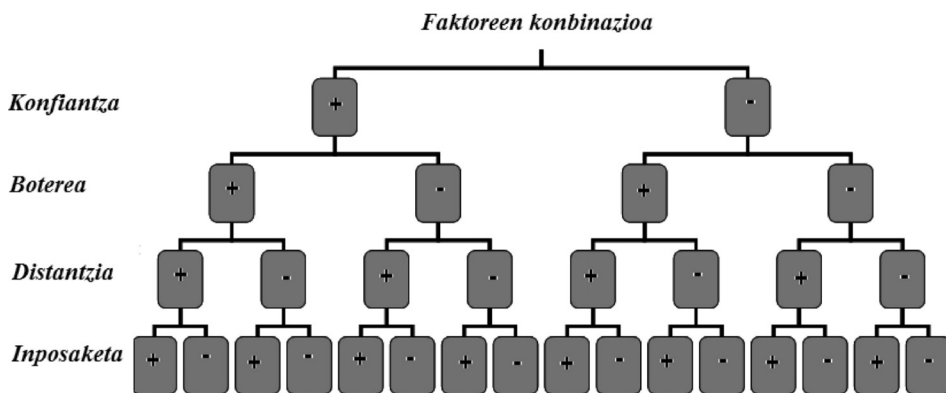 Faktoreen konbinazioa
Konfiantza
+ -
Boterea
+ - + -
Distantzia
+ - + - + - + -
Inposaketa
+ - + - + - + - + - + - + - + -